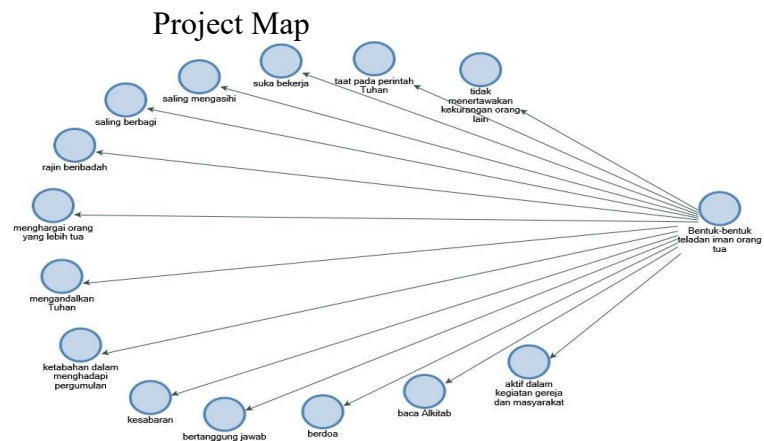 Project Map
suka bekerja
taat pada perintah
Tuhan
tidak
menertawakan
kekurangan orang
lain
saling mengasihi
saling berbagi
rajin beribadah
menghargai orang
yang lebih tua
Bentuk-bentuk
teladan iman orang
tua
mengandalkan
Tuhan
ketabahan dalam
menghadapi
pergumulan
kesabaran
bertanggung jawab
berdoa
baca Alkitab
aktif dalam
kegiatan gereja
dan masyarakat